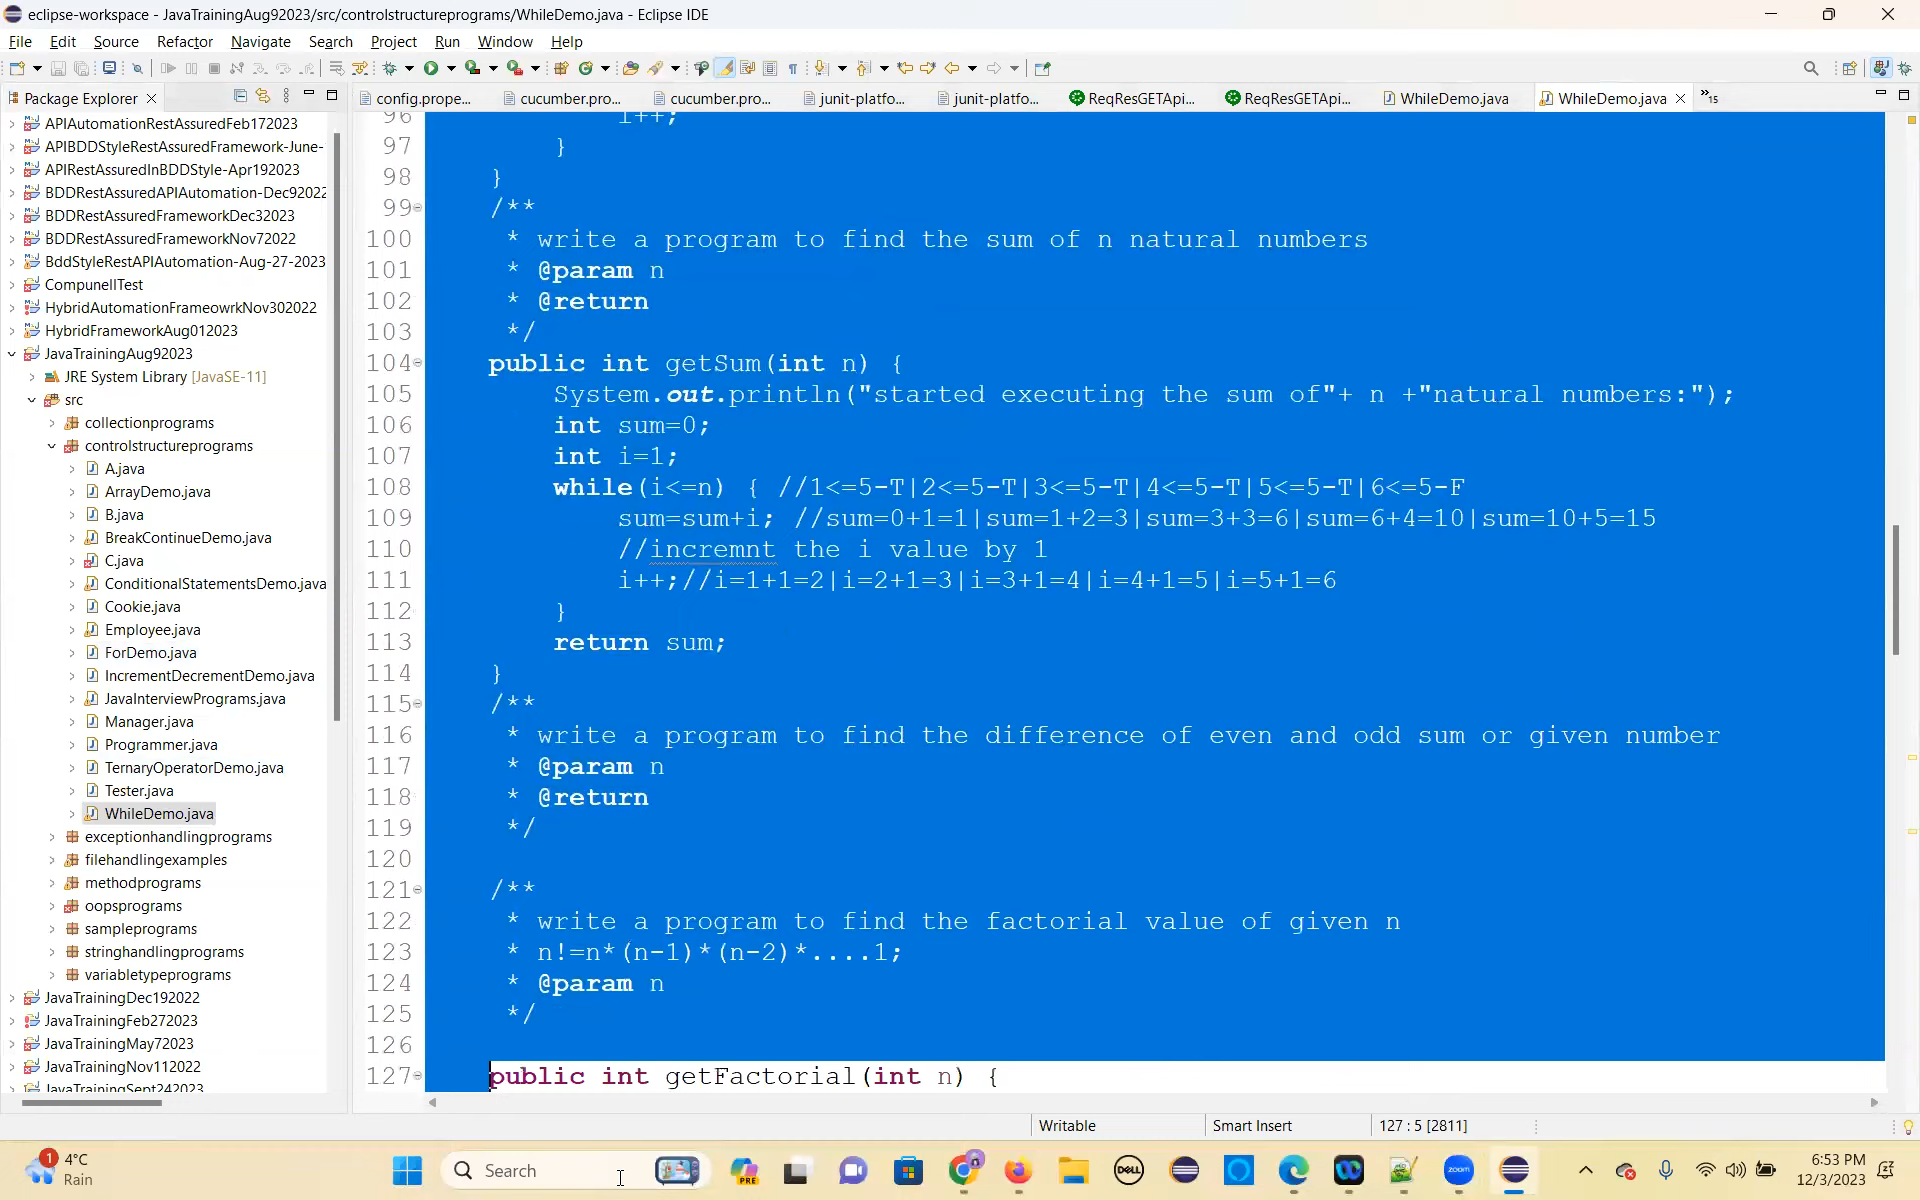 eclipse-workspace - JavaTrainingAug92023/src/controlstructureprograms/WhileDemo.java - Eclipse IDE
File Edit Source Refactor Navigate Search Project Run Window Help
Package Explorer
config.prope... cucumber.pro... cucumber.pro... junit-platfo... junit-platfo... ReqResGETApi... ReqResGETApi... WhileDemo.java WhileDemo.java »15
APIAutomationRestAssuredFeb172023
APIBDDStyleRestAssuredFramework-June-
APIRestAssuredInBDDStyle-Apr192023
BDDRestAssuredAPIAutomation-Dec92022
BDDRestAssuredFrameworkDec32023
BDDRestAssuredFrameworkNov72022
BddStyleRestAPIAutomation-Aug-27-2023
CompunellTest
HybridAutomationFrameowrkNov302022
HybridFrameworkAug012023
JavaTrainingAug92023
JRE System Library [JavaSE-11]
src
collectionprograms
controlstructureprograms
A.java
ArrayDemo.java
B.java
BreakContinueDemo.java
C.java
ConditionalStatementsDemo.java
Cookie.java
Employee.java
ForDemo.java
IncrementDecrementDemo.java
JavaInterviewPrograms.java
Manager.java
Programmer.java
TernaryOperatorDemo.java
Tester.java
WhileDemo.java
exceptionhandlingprograms
filehandlingexamples
methodprograms
oopsprograms
sampleprograms
stringhandlingprograms
variabletypeprograms
JavaTrainingDec192022
JavaTrainingFeb272023
JavaTrainingMay72023
JavaTrainingNov112022
JavaTrainingSept242023
96 i++;
97 }
98 }
99 /**
100 * write a program to find the sum of n natural numbers
101 * @param n
102 * @return
103 */
104 public int getSum(int n) {
105 System.out.println("started executing the sum of"+ n +"natural numbers:");
106 int sum=0;
107 int i=1;
108 while(i<=n) { //1<=5-T|2<=5-T|3<=5-T|4<=5-T|5<=5-T|6<=5-F
109 sum=sum+i; //sum=0+1=1|sum=1+2=3|sum=3+3=6|sum=6+4=10|sum=10+5=15
110 //incremnt the i value by 1
111 i++;//i=1+1=2|i=2+1=3|i=3+1=4|i=4+1=5|i=5+1=6
112 }
113 return sum;
114 }
115 /**
116 * write a program to find the difference of even and odd sum or given number
117 * @param n
118 * @return
119 */
120
121 /**
122 * write a program to find the factorial value of given n
123 * n!=n*(n-1)*(n-2)*....1;
124 * @param n
125 */
126
127 public int getFactorial(int n) {
Writable Smart Insert 127 : 5 [2811]
1 4°C
Rain
Search
PRE
DELL
zoom
6:53 PM
12/3/2023